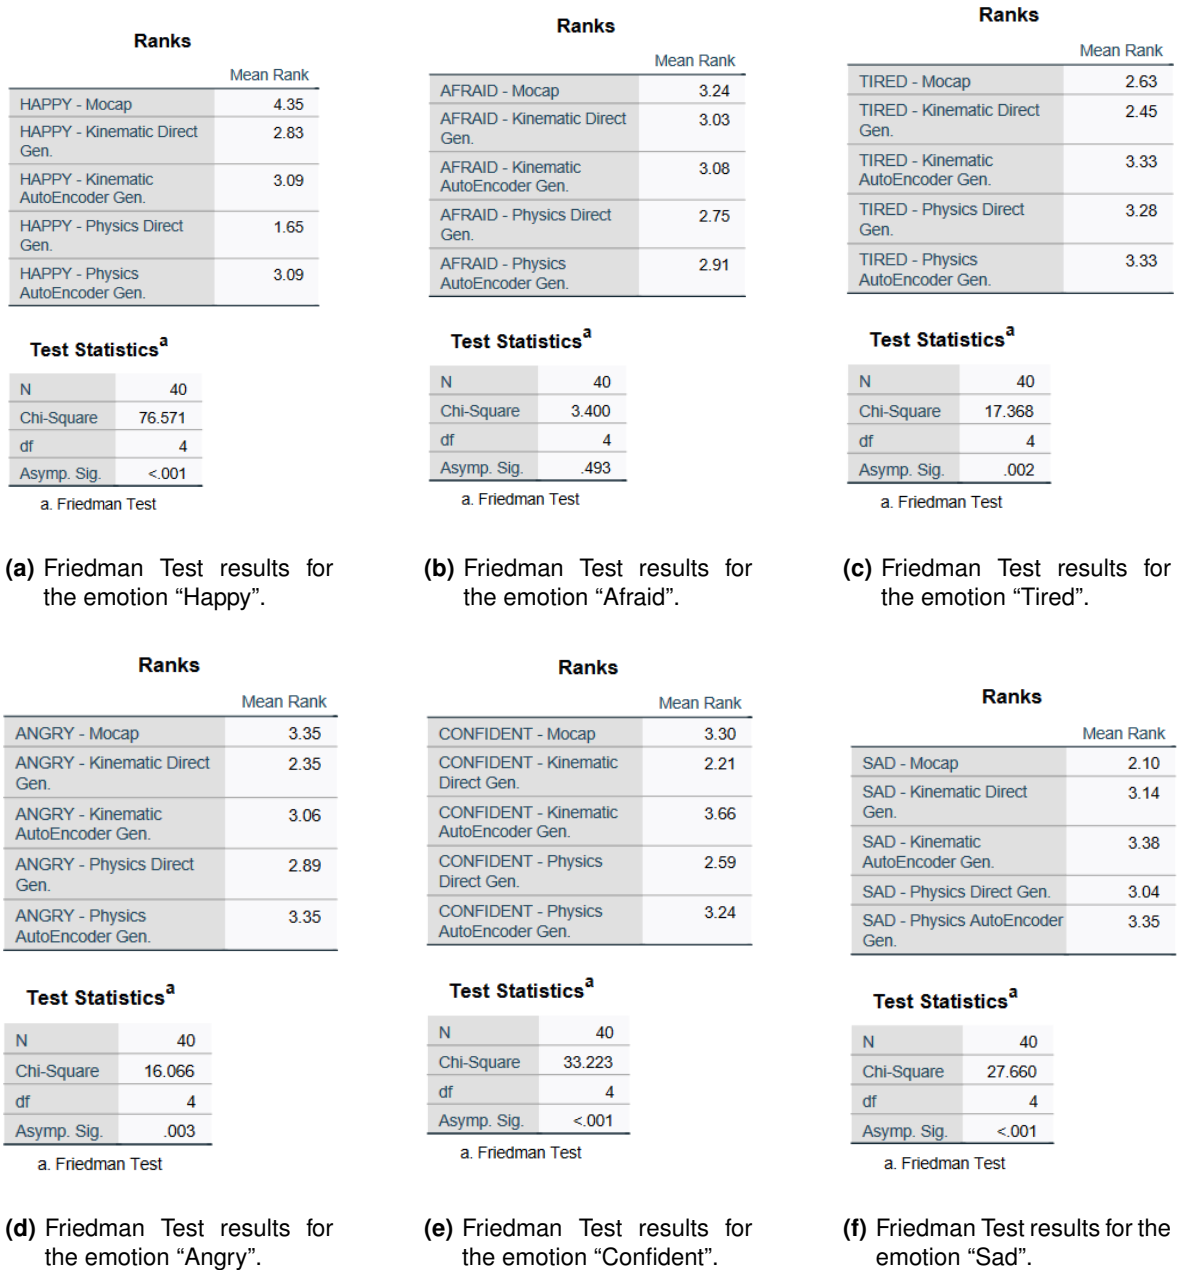 Ranks
Mean Rank
HAPPY - Mocap 4.35
HAPPY - Kinematic Direct
Gen. 2.83
HAPPY - Kinematic
AutoEncoder Gen. 3.09
HAPPY - Physics Direct
Gen. 1.65
HAPPY - Physics
AutoEncoder Gen. 3.09
Test Statistics^a
N 40
Chi-Square 76.571
df 4
Asymp. Sig. <.001
a. Friedman Test
(a) Friedman Test results for
the emotion “Happy”.
Ranks
Mean Rank
AFRAID - Mocap 3.24
AFRAID - Kinematic Direct
Gen. 3.03
AFRAID - Kinematic
AutoEncoder Gen. 3.08
AFRAID - Physics Direct
Gen. 2.75
AFRAID - Physics
AutoEncoder Gen. 2.91
Test Statistics^a
N 40
Chi-Square 3.400
df 4
Asymp. Sig. .493
a. Friedman Test
(b) Friedman Test results for
the emotion “Afraid”.
Ranks
Mean Rank
TIRED - Mocap 2.63
TIRED - Kinematic Direct
Gen. 2.45
TIRED - Kinematic
AutoEncoder Gen. 3.33
TIRED - Physics Direct
Gen. 3.28
TIRED - Physics
AutoEncoder Gen. 3.33
Test Statistics^a
N 40
Chi-Square 17.368
df 4
Asymp. Sig. .002
a. Friedman Test
(c) Friedman Test results for
the emotion “Tired”.
Ranks
Mean Rank
ANGRY - Mocap 3.35
ANGRY - Kinematic Direct
Gen. 2.35
ANGRY - Kinematic
AutoEncoder Gen. 3.06
ANGRY - Physics Direct
Gen. 2.89
ANGRY - Physics
AutoEncoder Gen. 3.35
Test Statistics^a
N 40
Chi-Square 16.066
df 4
Asymp. Sig. .003
a. Friedman Test
(d) Friedman Test results for
the emotion “Angry”.
Ranks
Mean Rank
CONFIDENT - Mocap 3.30
CONFIDENT - Kinematic
Direct Gen. 2.21
CONFIDENT - Kinematic
AutoEncoder Gen. 3.66
CONFIDENT - Physics
Direct Gen. 2.59
CONFIDENT - Physics
AutoEncoder Gen. 3.24
Test Statistics^a
N 40
Chi-Square 33.223
df 4
Asymp. Sig. <.001
a. Friedman Test
(e) Friedman Test results for
the emotion “Confident”.
Ranks
Mean Rank
SAD - Mocap 2.10
SAD - Kinematic Direct
Gen. 3.14
SAD - Kinematic
AutoEncoder Gen. 3.38
SAD - Physics Direct Gen. 3.04
SAD - Physics AutoEncoder
Gen. 3.35
Test Statistics^a
N 40
Chi-Square 27.660
df 4
Asymp. Sig. <.001
a. Friedman Test
(f) Friedman Test results for the
emotion “Sad”.